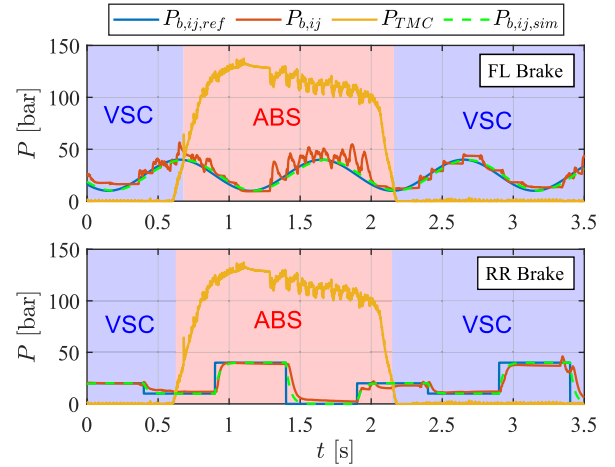 P_{b,ij,ref} P_{b,ij} P_{TMC} P_{b,ij,sim}
150
100
50
0
P [bar]
FL Brake
VSC
ABS
VSC
0 0.5 1 1.5 2 2.5 3 3.5
150
100
50
0
P [bar]
RR Brake
VSC
ABS
VSC
0 0.5 1 1.5 2 2.5 3 3.5
t [s]